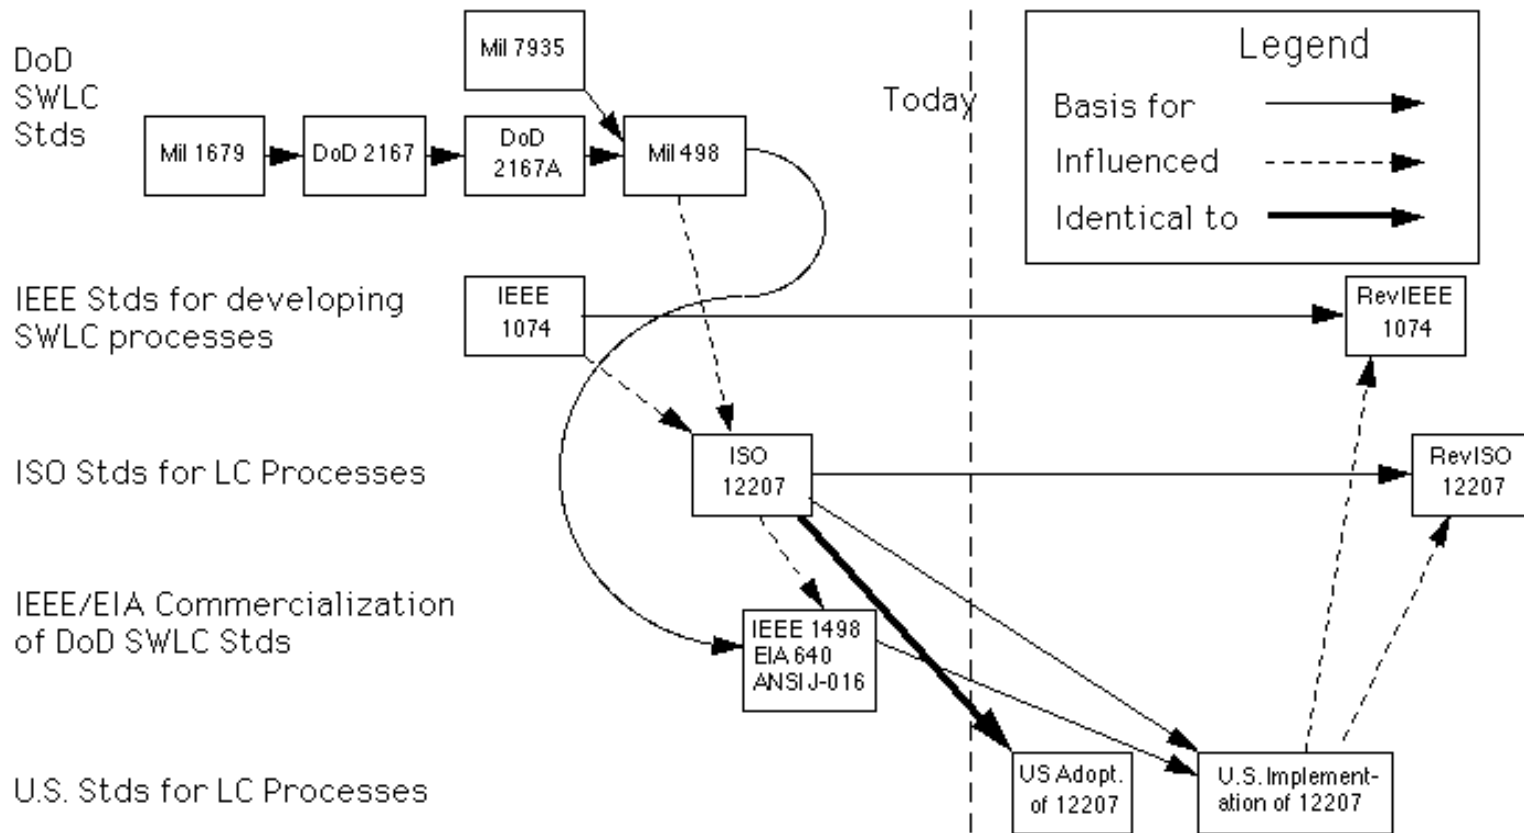 DoD
SWLC
Stds
Mil 7935
Mil 1679
DoD 2167
DoD
2167A
Mil 498
Today
Legend
Basis for
Influenced
Identical to
IEEE Stds for developing
SWLC processes
IEEE
1074
RevIEEE
1074
ISO Stds for LC Processes
ISO
12207
RevISO
12207
IEEE/EIA Commercialization
of DoD SWLC Stds
IEEE 1498
EIA 640
ANSI J-016
U.S. Stds for LC Processes
US Adopt.
of 12207
U.S. Implement-
ation of 12207